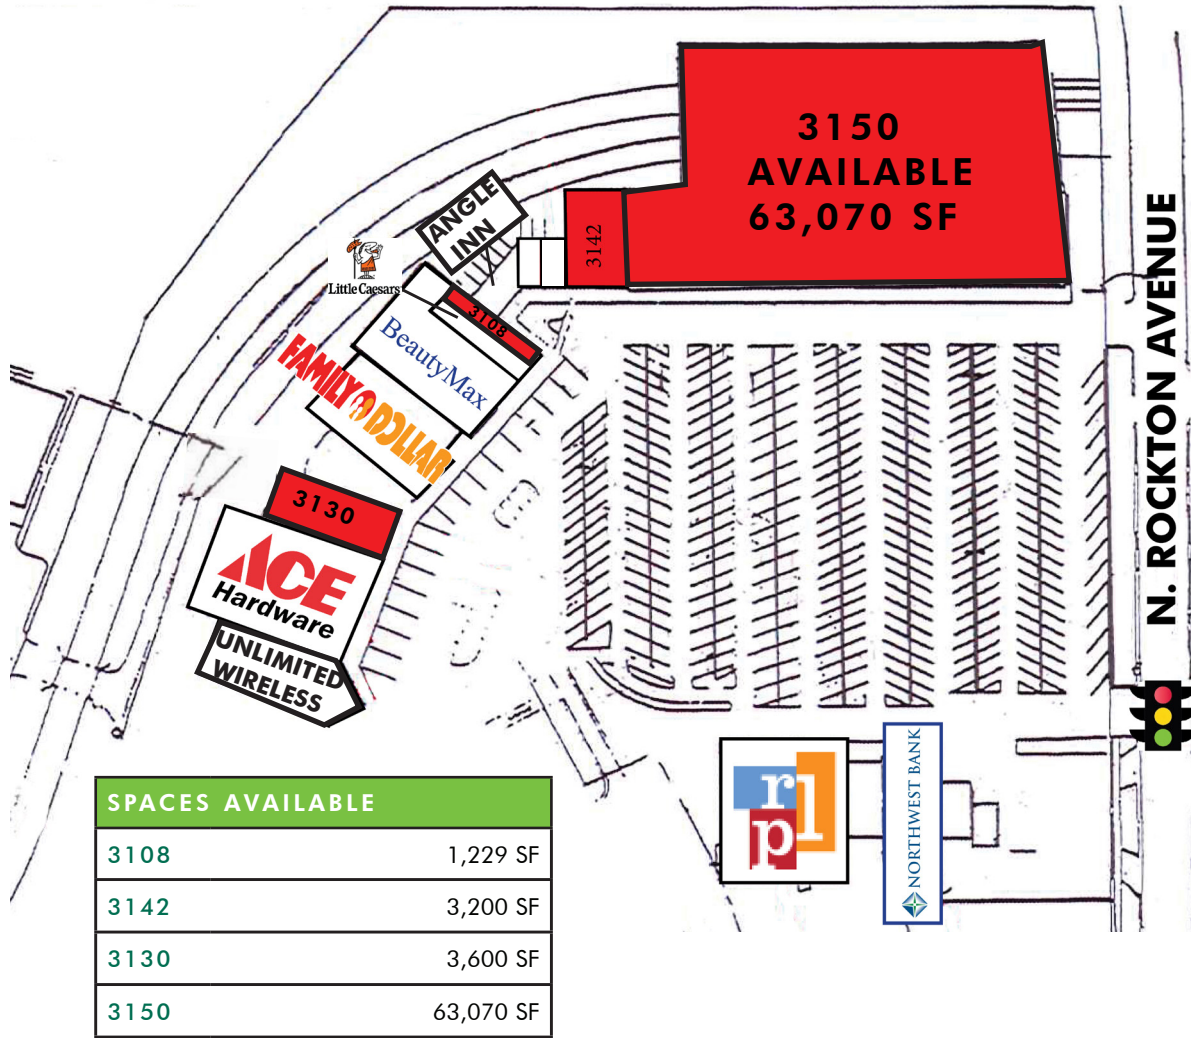 3150
AVAILABLE
63,070 SF
3142
ANGLE
INN
Little Caesars
3108
BeautyMax
FAMILY DOLLAR
3130
ACE
Hardware
UNLIMITED
WIRELESS
N. ROCKTON AVENUE
rpl
NORTHWEST BANK
SPACES AVAILABLE
3108 1,229 SF
3142 3,200 SF
3130 3,600 SF
3150 63,070 SF